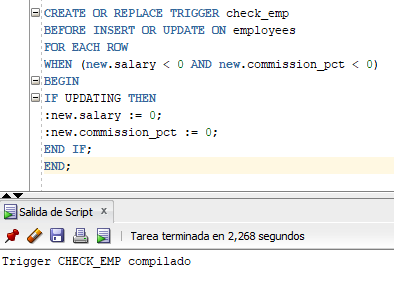 CREATE OR REPLACE TRIGGER check_emp
BEFORE INSERT OR UPDATE ON employees
FOR EACH ROW
WHEN (new.salary < 0 AND new.commission_pct < 0)
BEGIN
IF UPDATING THEN
:new.salary := 0;
:new.commission_pct := 0;
END IF;
END;
Salida de Script x
Tarea terminada en 2,268 segundos
Trigger CHECK_EMP compilado